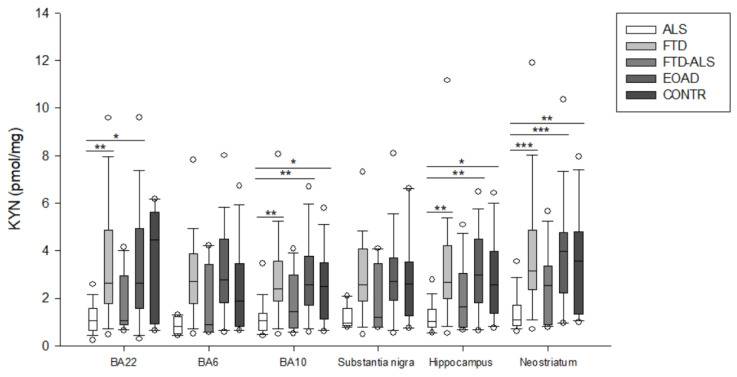 14
12
10
8
6
4
2
0
KYN (pmol/mg)
ALS
FTD
FTD-ALS
EOAD
CONTR
*
**
*
**
**
*
**
**
**
***
***
BA22
BA6
BA10
Substantia nigra
Hippocampus
Neostriatum